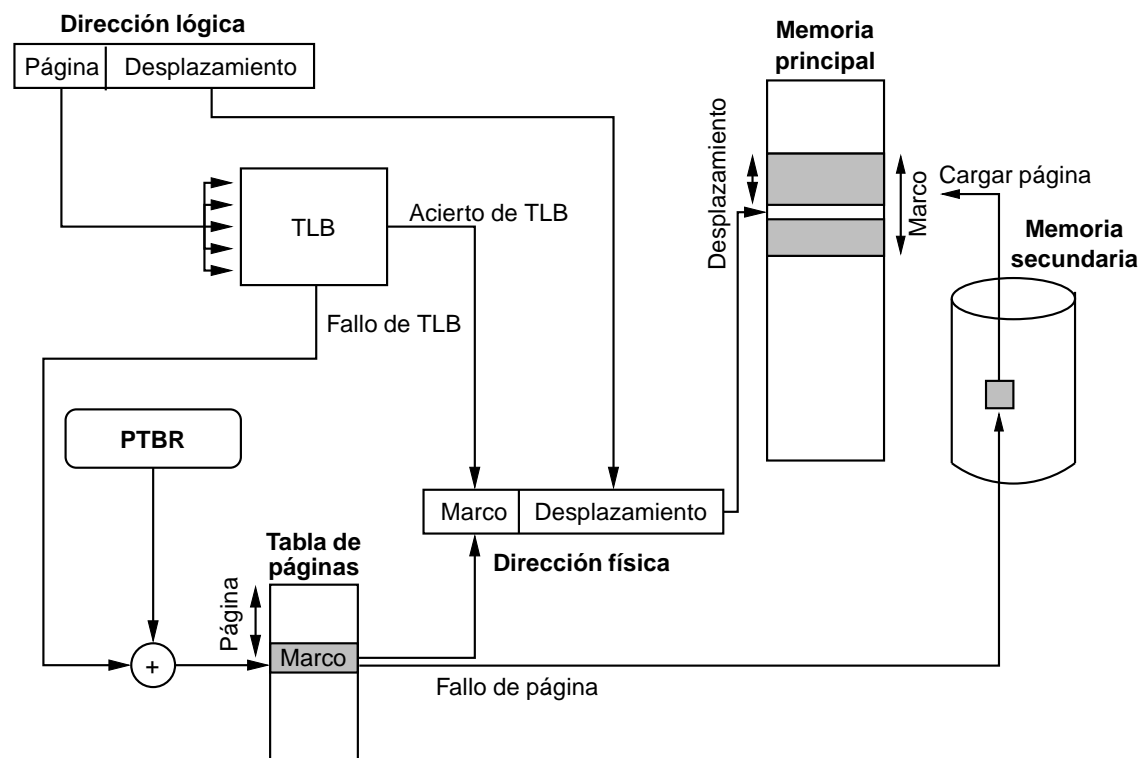 Dirección lógica
Página
Desplazamiento
Memoria
principal
Desplazamiento
Marco
Cargar página
Memoria
secundaria
TLB
Acierto de TLB
Fallo de TLB
PTBR
Marco
Desplazamiento
Dirección física
Tabla de
páginas
Página
+
Marco
Fallo de página